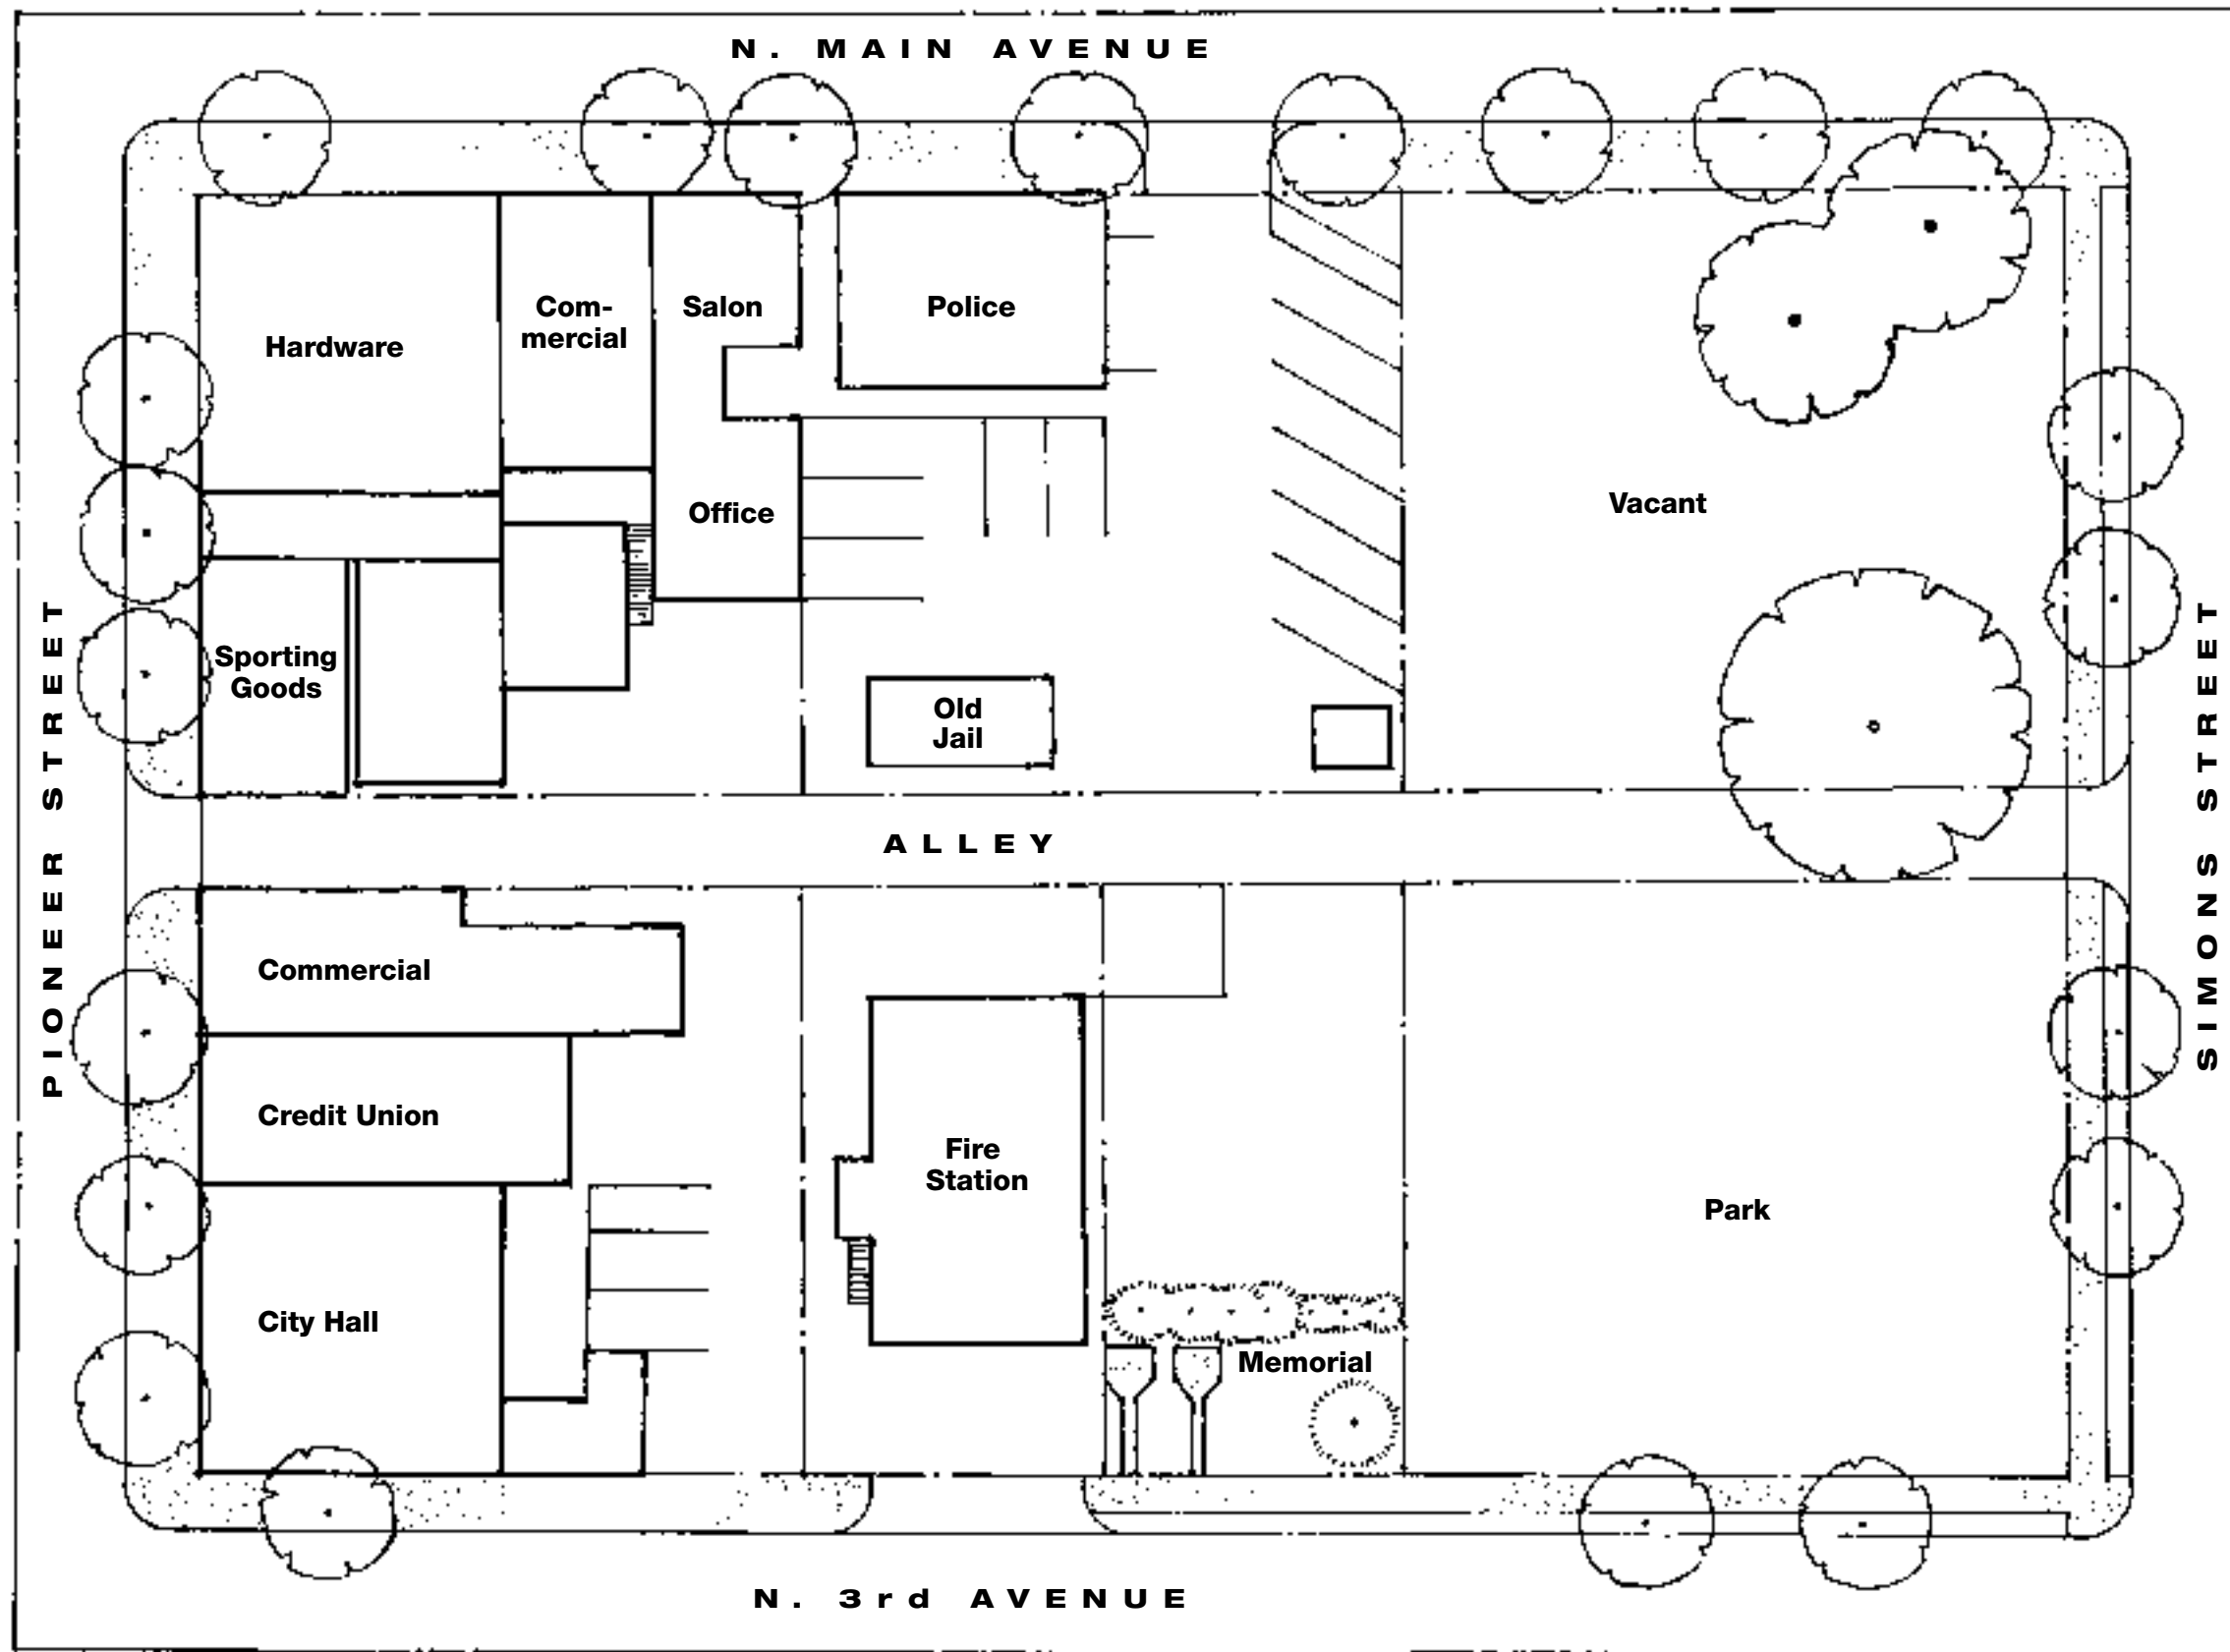 N. MAIN AVENUE
Com-
mercial
Salon
Police
Hardware
Vacant
Office
Sporting
Goods
Old
Jail
PIONEER STREET
SIMONS STREET
ALLEY
Commercial
Credit Union
Fire
Station
Park
City Hall
Memorial
N. 3rd AVENUE